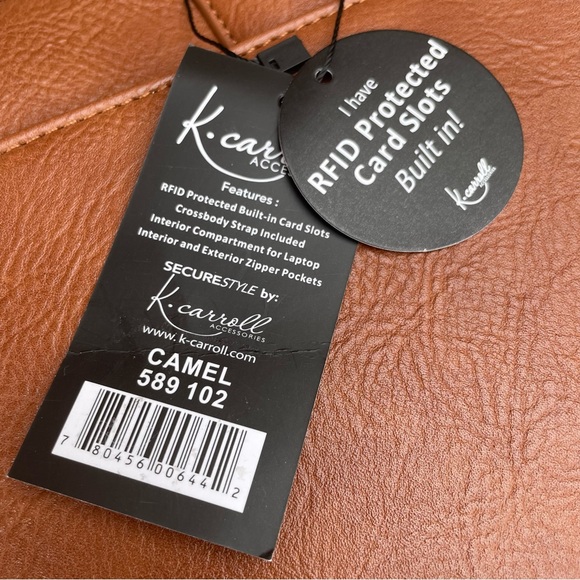 K. carroll
ACCES
Features :
RFID Protected Built-in Card Slots
Crossbody Strap Included
Interior Compartment for Laptop
Interior and Exterior Zipper Pockets
SECURESTYLE by:
K. carroll
ACCESSORIES
www.k-carroll.com
CAMEL
589 102
7 80456 00644 2
I have
RFID Protected
Card Slots
Built in!
K.carroll